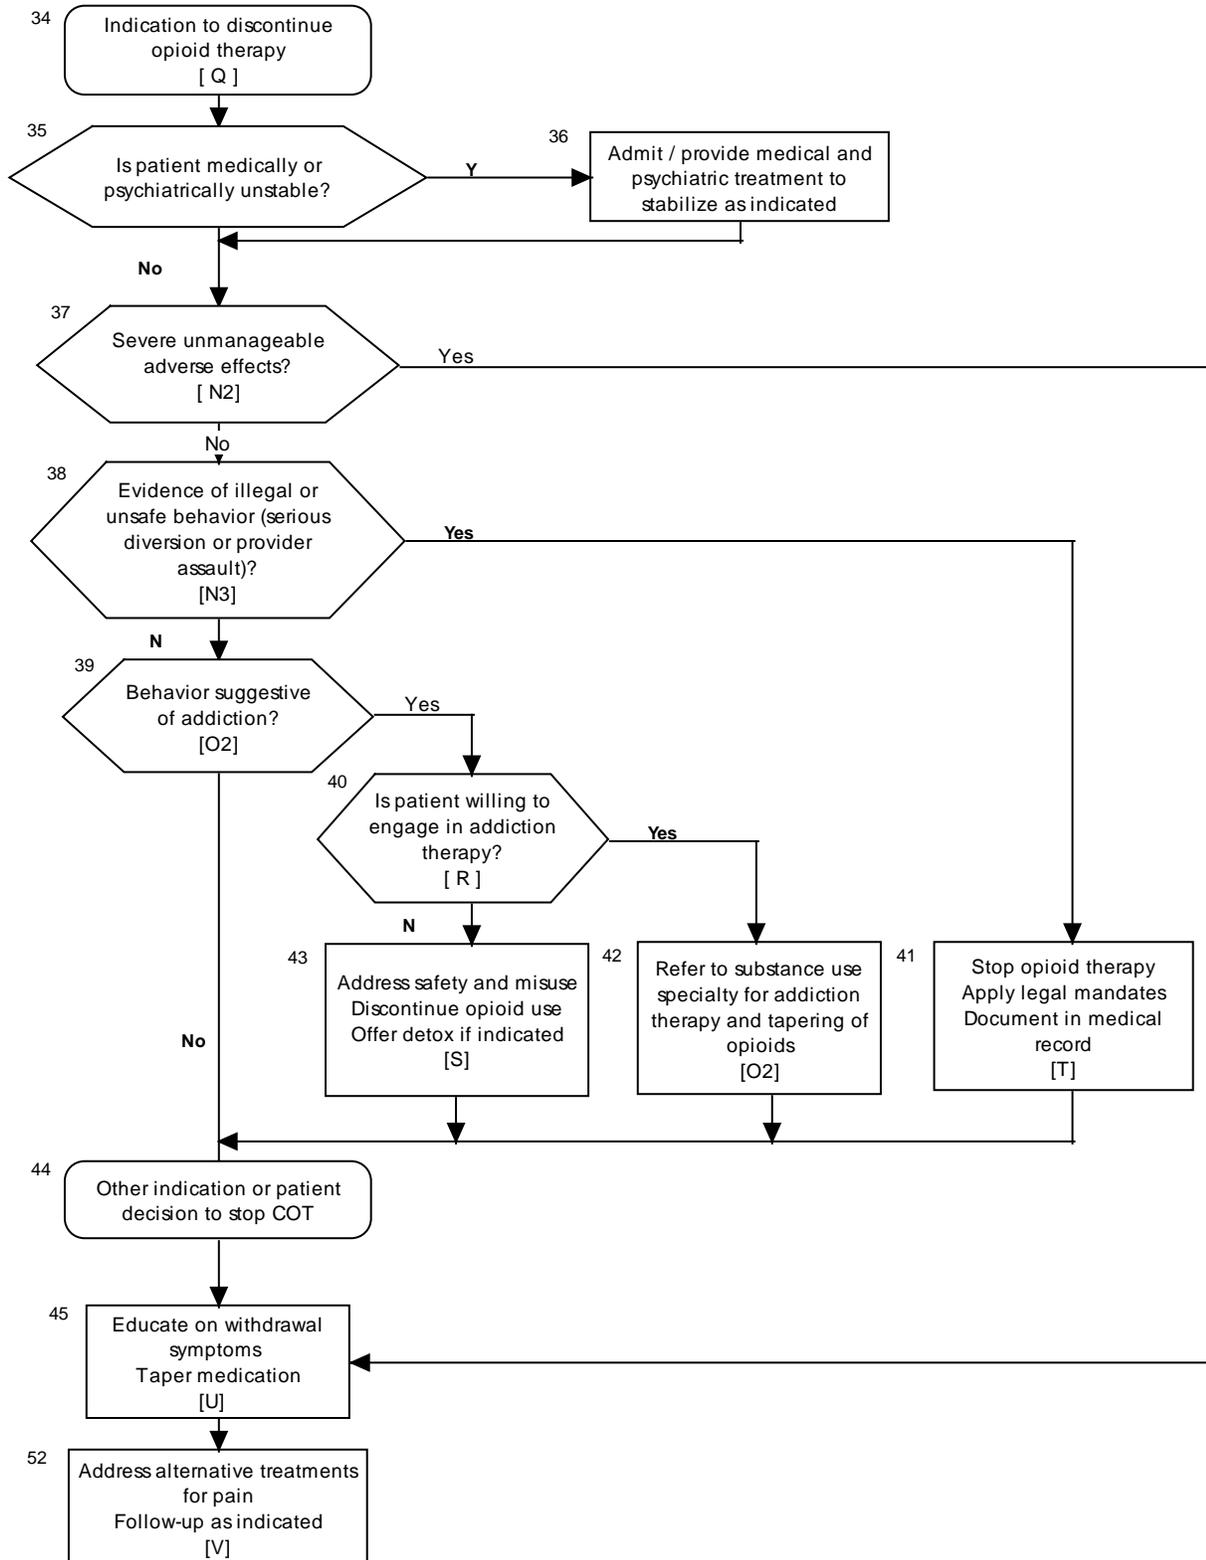 34
Indication to discontinue
opioid therapy
[ Q ]
35
Is patient medically or
psychiatrically unstable?
Y
36
Admit / provide medical and
psychiatric treatment to
stabilize as indicated
No
37
Severe unmanageable
adverse effects?
[ N2]
Yes
No
38
Evidence of illegal or
unsafe behavior (serious
diversion or provider
assault)?
[N3]
Yes
N
39
Behavior suggestive
of addiction?
[O2]
Yes
40
Is patient willing to
engage in addiction
therapy?
[ R ]
Yes
N
43
Address safety and misuse
Discontinue opioid use
Offer detox if indicated
[S]
42
Refer to substance use
specialty for addiction
therapy and tapering of
opioids
[O2]
41
Stop opioid therapy
Apply legal mandates
Document in medical
record
[T]
No
44
Other indication or patient
decision to stop COT
45
Educate on withdrawal
symptoms
Taper medication
[U]
52
Address alternative treatments
for pain
Follow-up as indicated
[V]